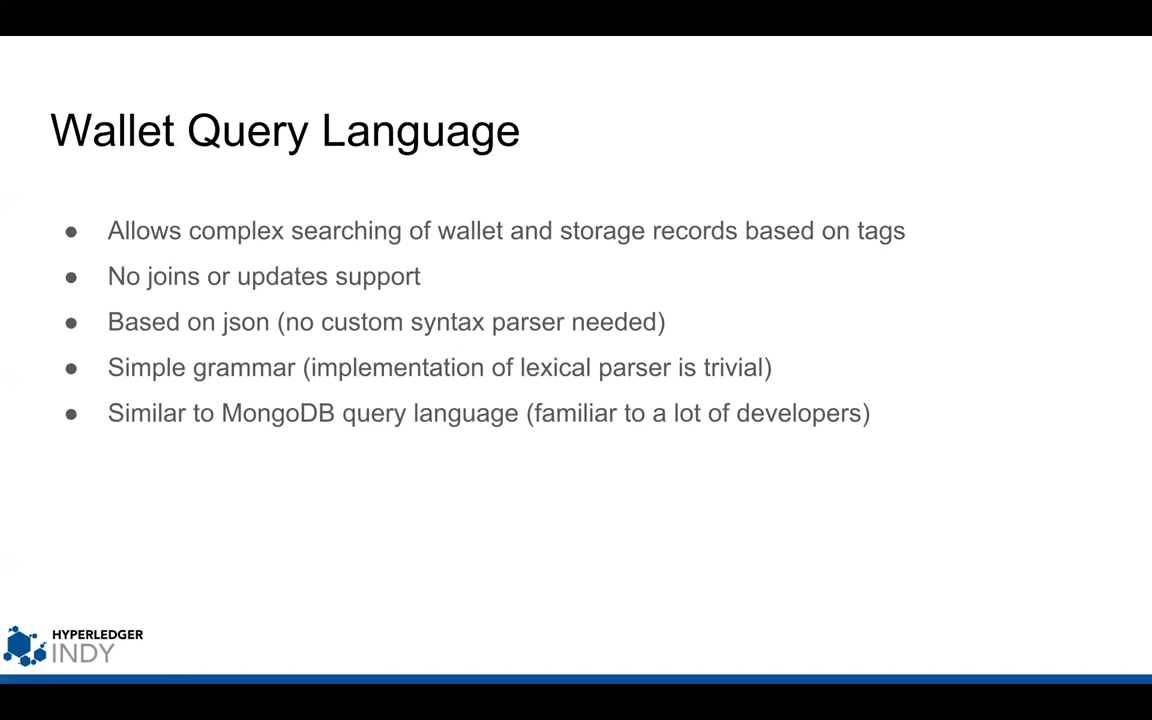 Wallet Query Language
● Allows complex searching of wallet and storage records based on tags
● No joins or updates support
● Based on json (no custom syntax parser needed)
● Simple grammar (implementation of lexical parser is trivial)
● Similar to MongoDB query language (familiar to a lot of developers)
HYPERLEDGER
INDY